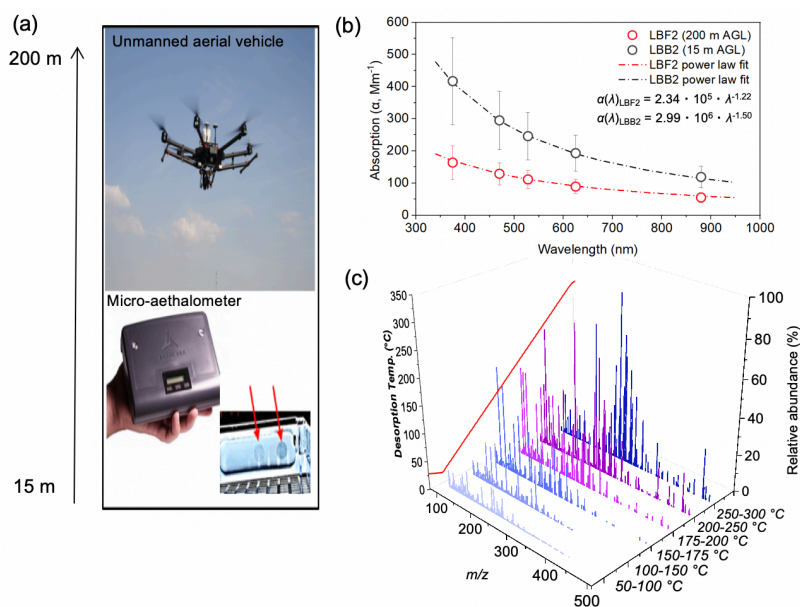 (a)
200 m
Unmanned aerial vehicle
Micro-aethalometer
15 m
(b)
Absorption (α, Mm⁻¹)
600
500
400
300
200
100
0
LBF2 (200 m AGL)
LBB2 (15 m AGL)
LBF2 power law fit
LBB2 power law fit
α(λ)LBF2 = 2.34 · 10⁵ · λ⁻¹·²²
α(λ)LBB2 = 2.99 · 10⁶ · λ⁻¹·⁵⁰
300 400 500 600 700 800 900 1000
Wavelength (nm)
(c)
Desorption Temp. (°C)
350
300
250
200
150
100
50
0
Relative abundance (%)
100
80
60
40
20
0
100
200
300
400
500
m/z
250-300 °C
200-250 °C
175-200 °C
150-175 °C
100-150 °C
50-100 °C